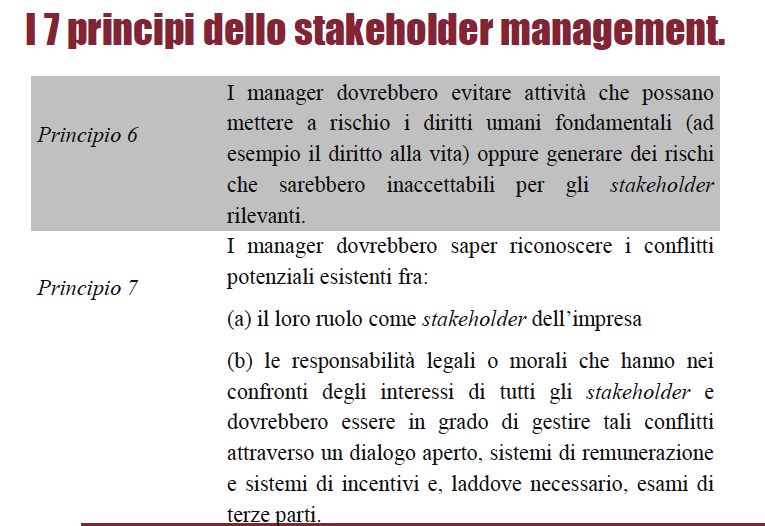 I 7 principi dello stakeholder management.
Principio 6
I manager dovrebbero evitare attività che possano
mettere a rischio i diritti umani fondamentali (ad
esempio il diritto alla vita) oppure generare dei rischi
che sarebbero inaccettabili per gli stakeholder
rilevanti.
Principio 7
I manager dovrebbero saper riconoscere i conflitti
potenziali esistenti fra:
(a) il loro ruolo come stakeholder dell’impresa
(b) le responsabilità legali o morali che hanno nei
confronti degli interessi di tutti gli stakeholder e
dovrebbero essere in grado di gestire tali conflitti
attraverso un dialogo aperto, sistemi di remunerazione
e sistemi di incentivi e, laddove necessario, esami di
terze parti.